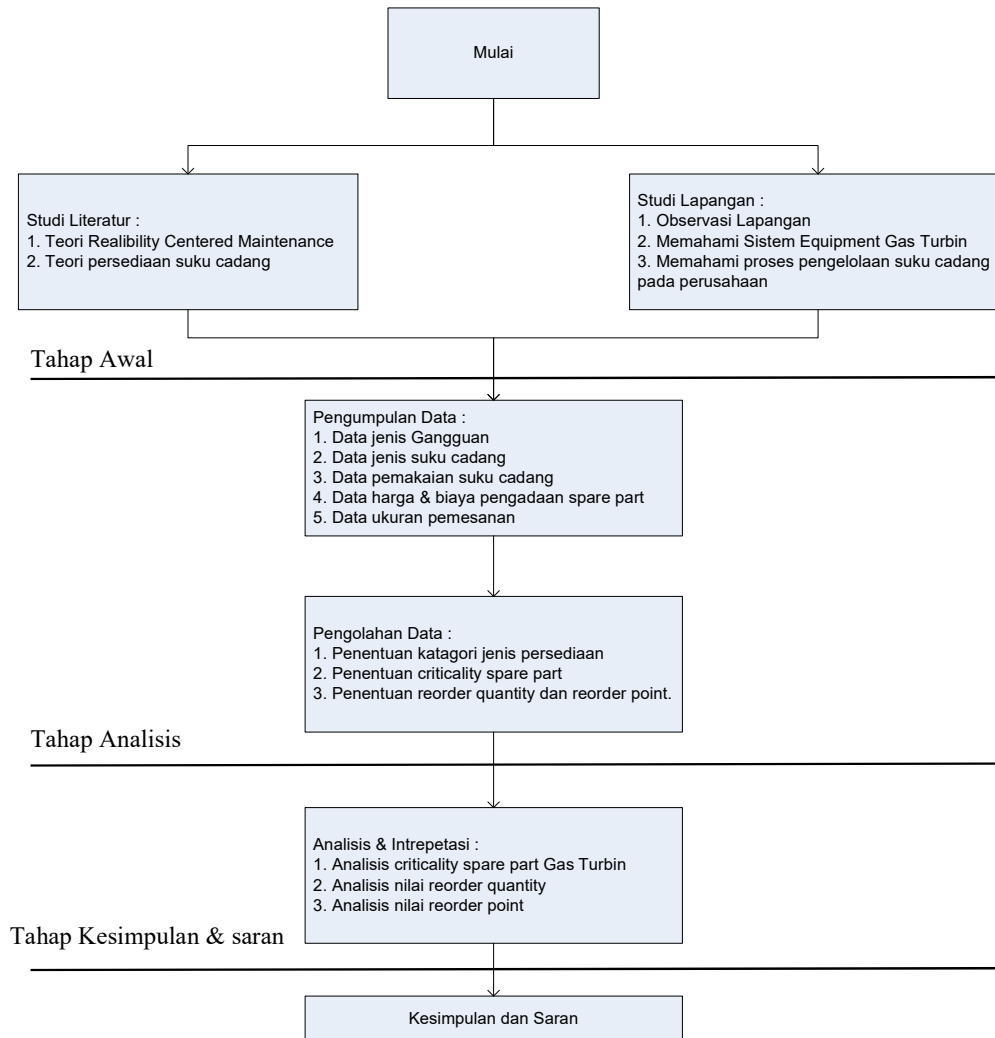 Mulai
Studi Literatur :
1. Teori Realibility Centered Maintenance
2. Teori persediaan suku cadang
Studi Lapangan :
1. Observasi Lapangan
2. Memahami Sistem Equipment Gas Turbin
3. Memahami proses pengelolaan suku cadang
pada perusahaan
Tahap Awal
Pengumpulan Data :
1. Data jenis Gangguan
2. Data jenis suku cadang
3. Data pemakaian suku cadang
4. Data harga & biaya pengadaan spare part
5. Data ukuran pemesanan
Pengolahan Data :
1. Penentuan katagori jenis persediaan
2. Penentuan criticality spare part
3. Penentuan reorder quantity dan reorder point.
Tahap Analisis
Analisis & Intrepetasi :
1. Analisis criticality spare part Gas Turbin
2. Analisis nilai reorder quantity
3. Analisis nilai reorder point
Tahap Kesimpulan & saran
Kesimpulan dan Saran